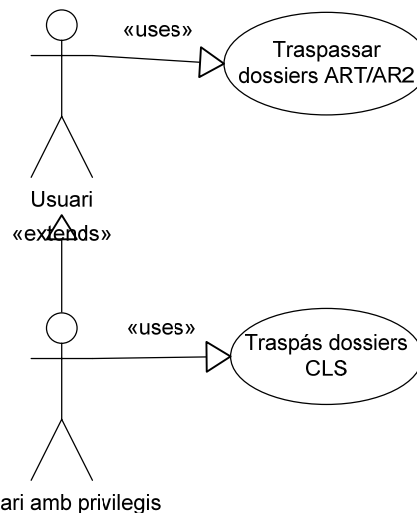 «uses»
Traspassar
dossiers ART/AR2
Usuari
«extends»
«uses»
Traspás dossiers
CLS
ari amb privilegis